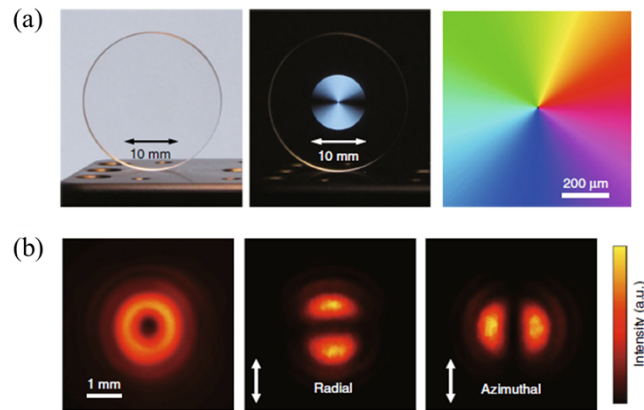 (a)
10 mm
10 mm
200 μm
(b)
1 mm
Radial
Azimuthal
Intensity (a.u.)